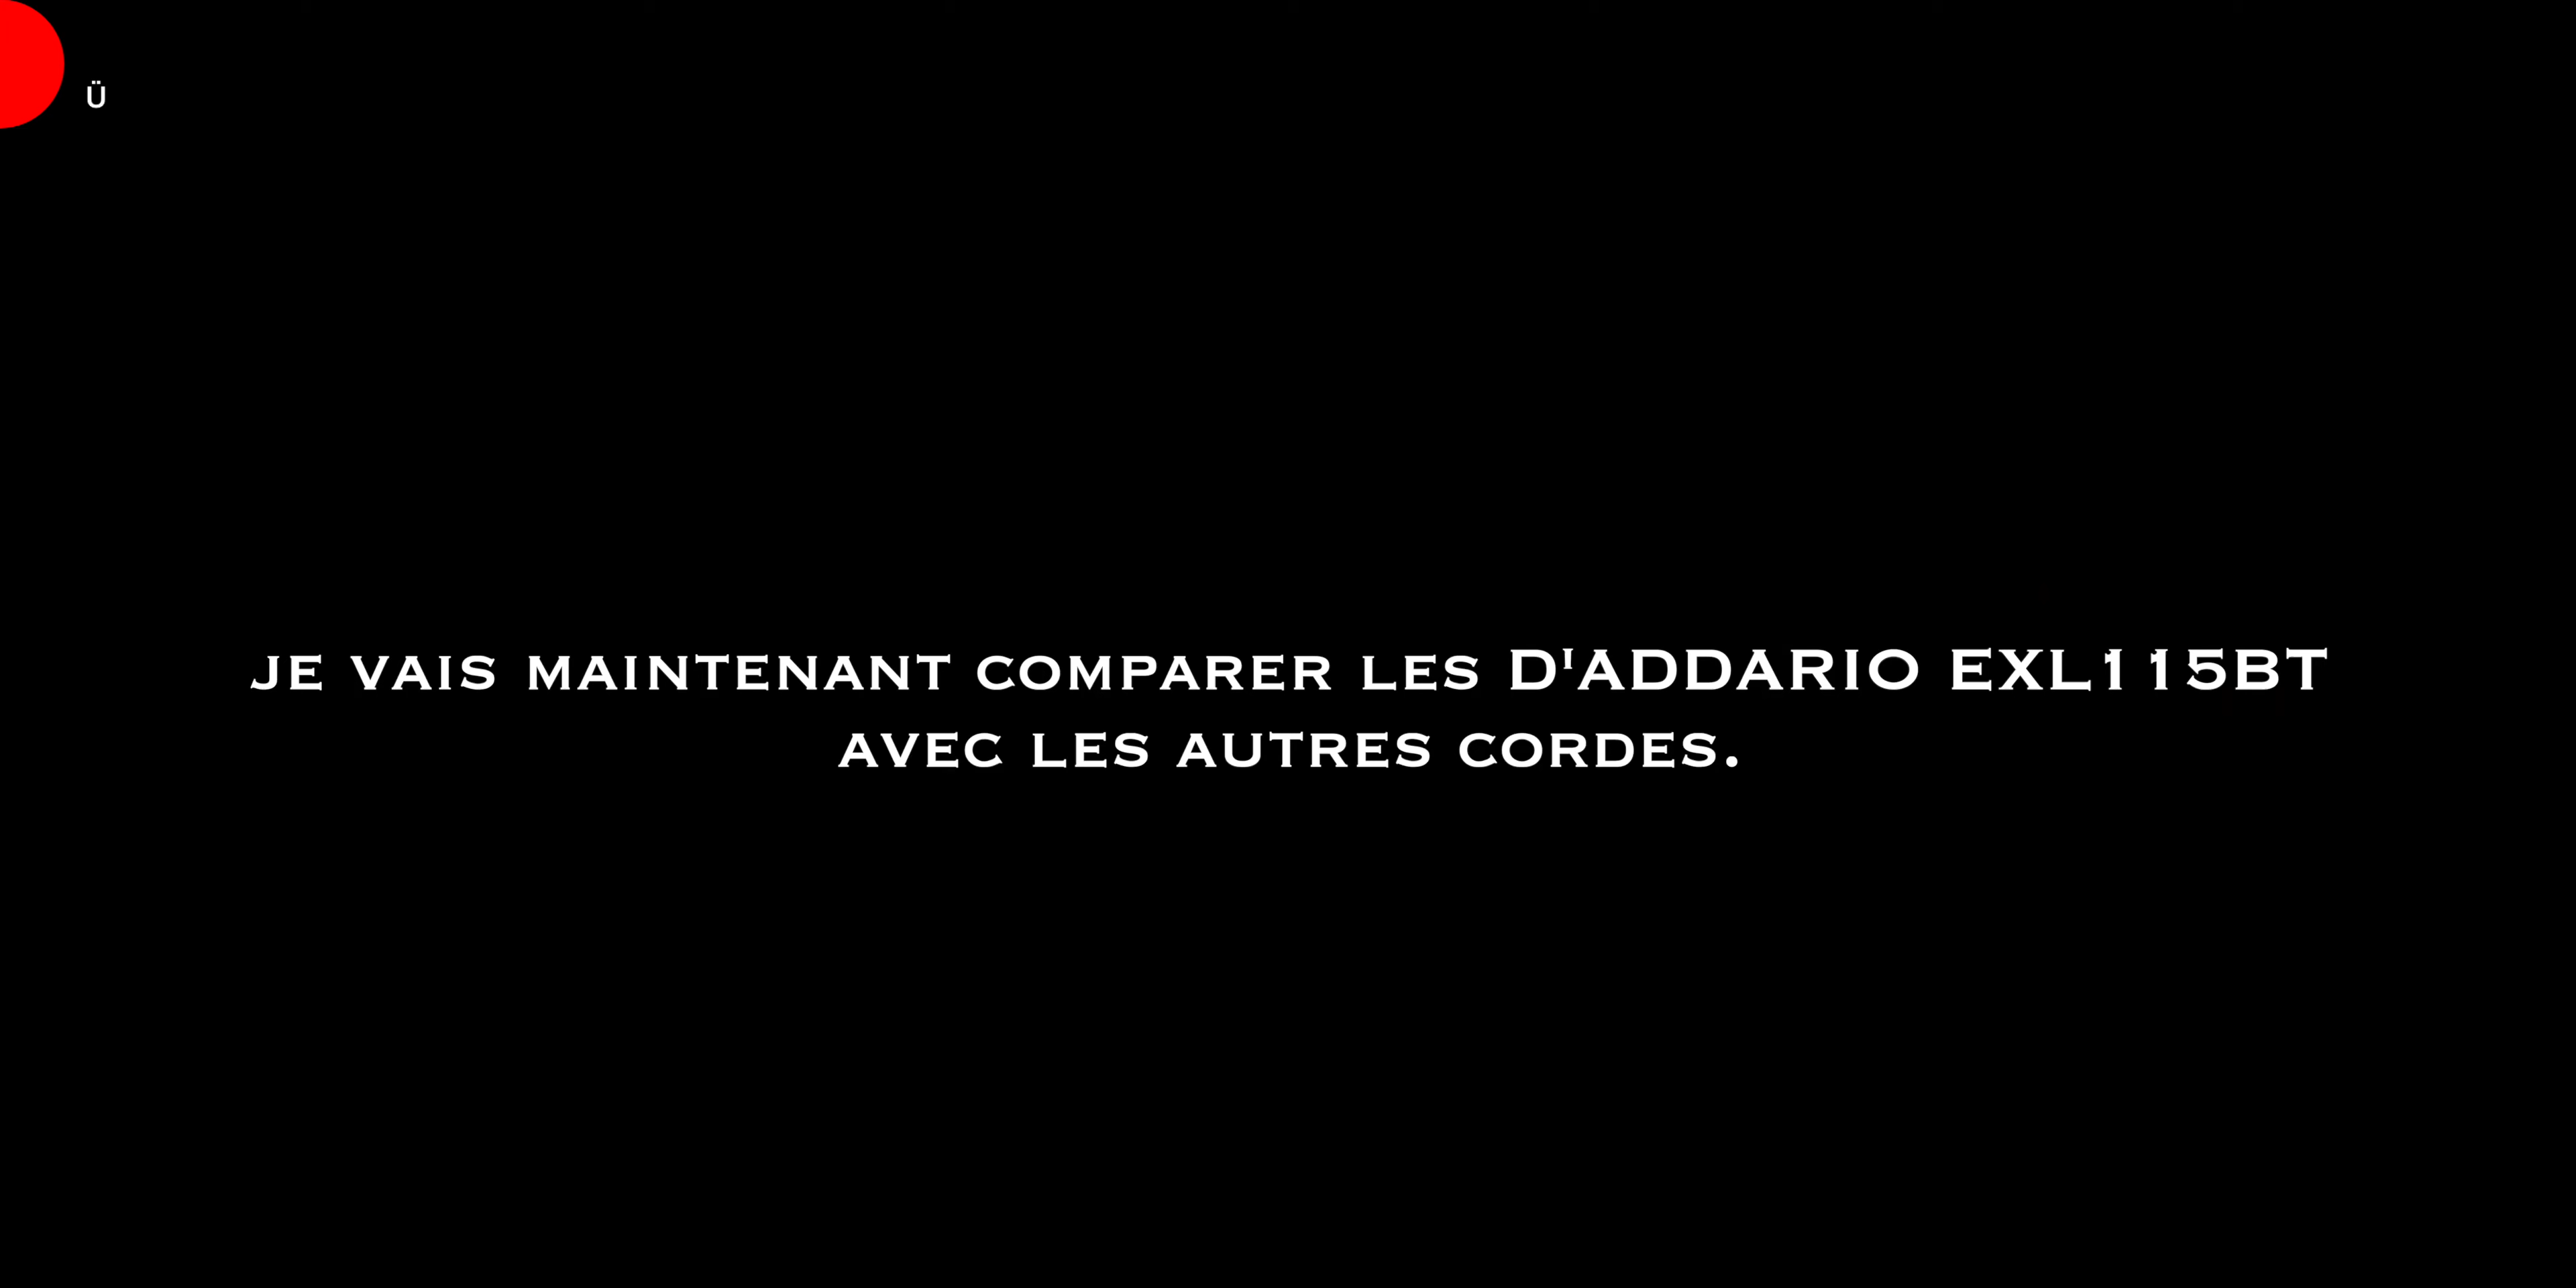 Ü
JE VAIS MAINTENANT COMPARER LES D'ADDARIO EXL115BT
AVEC LES AUTRES CORDES.